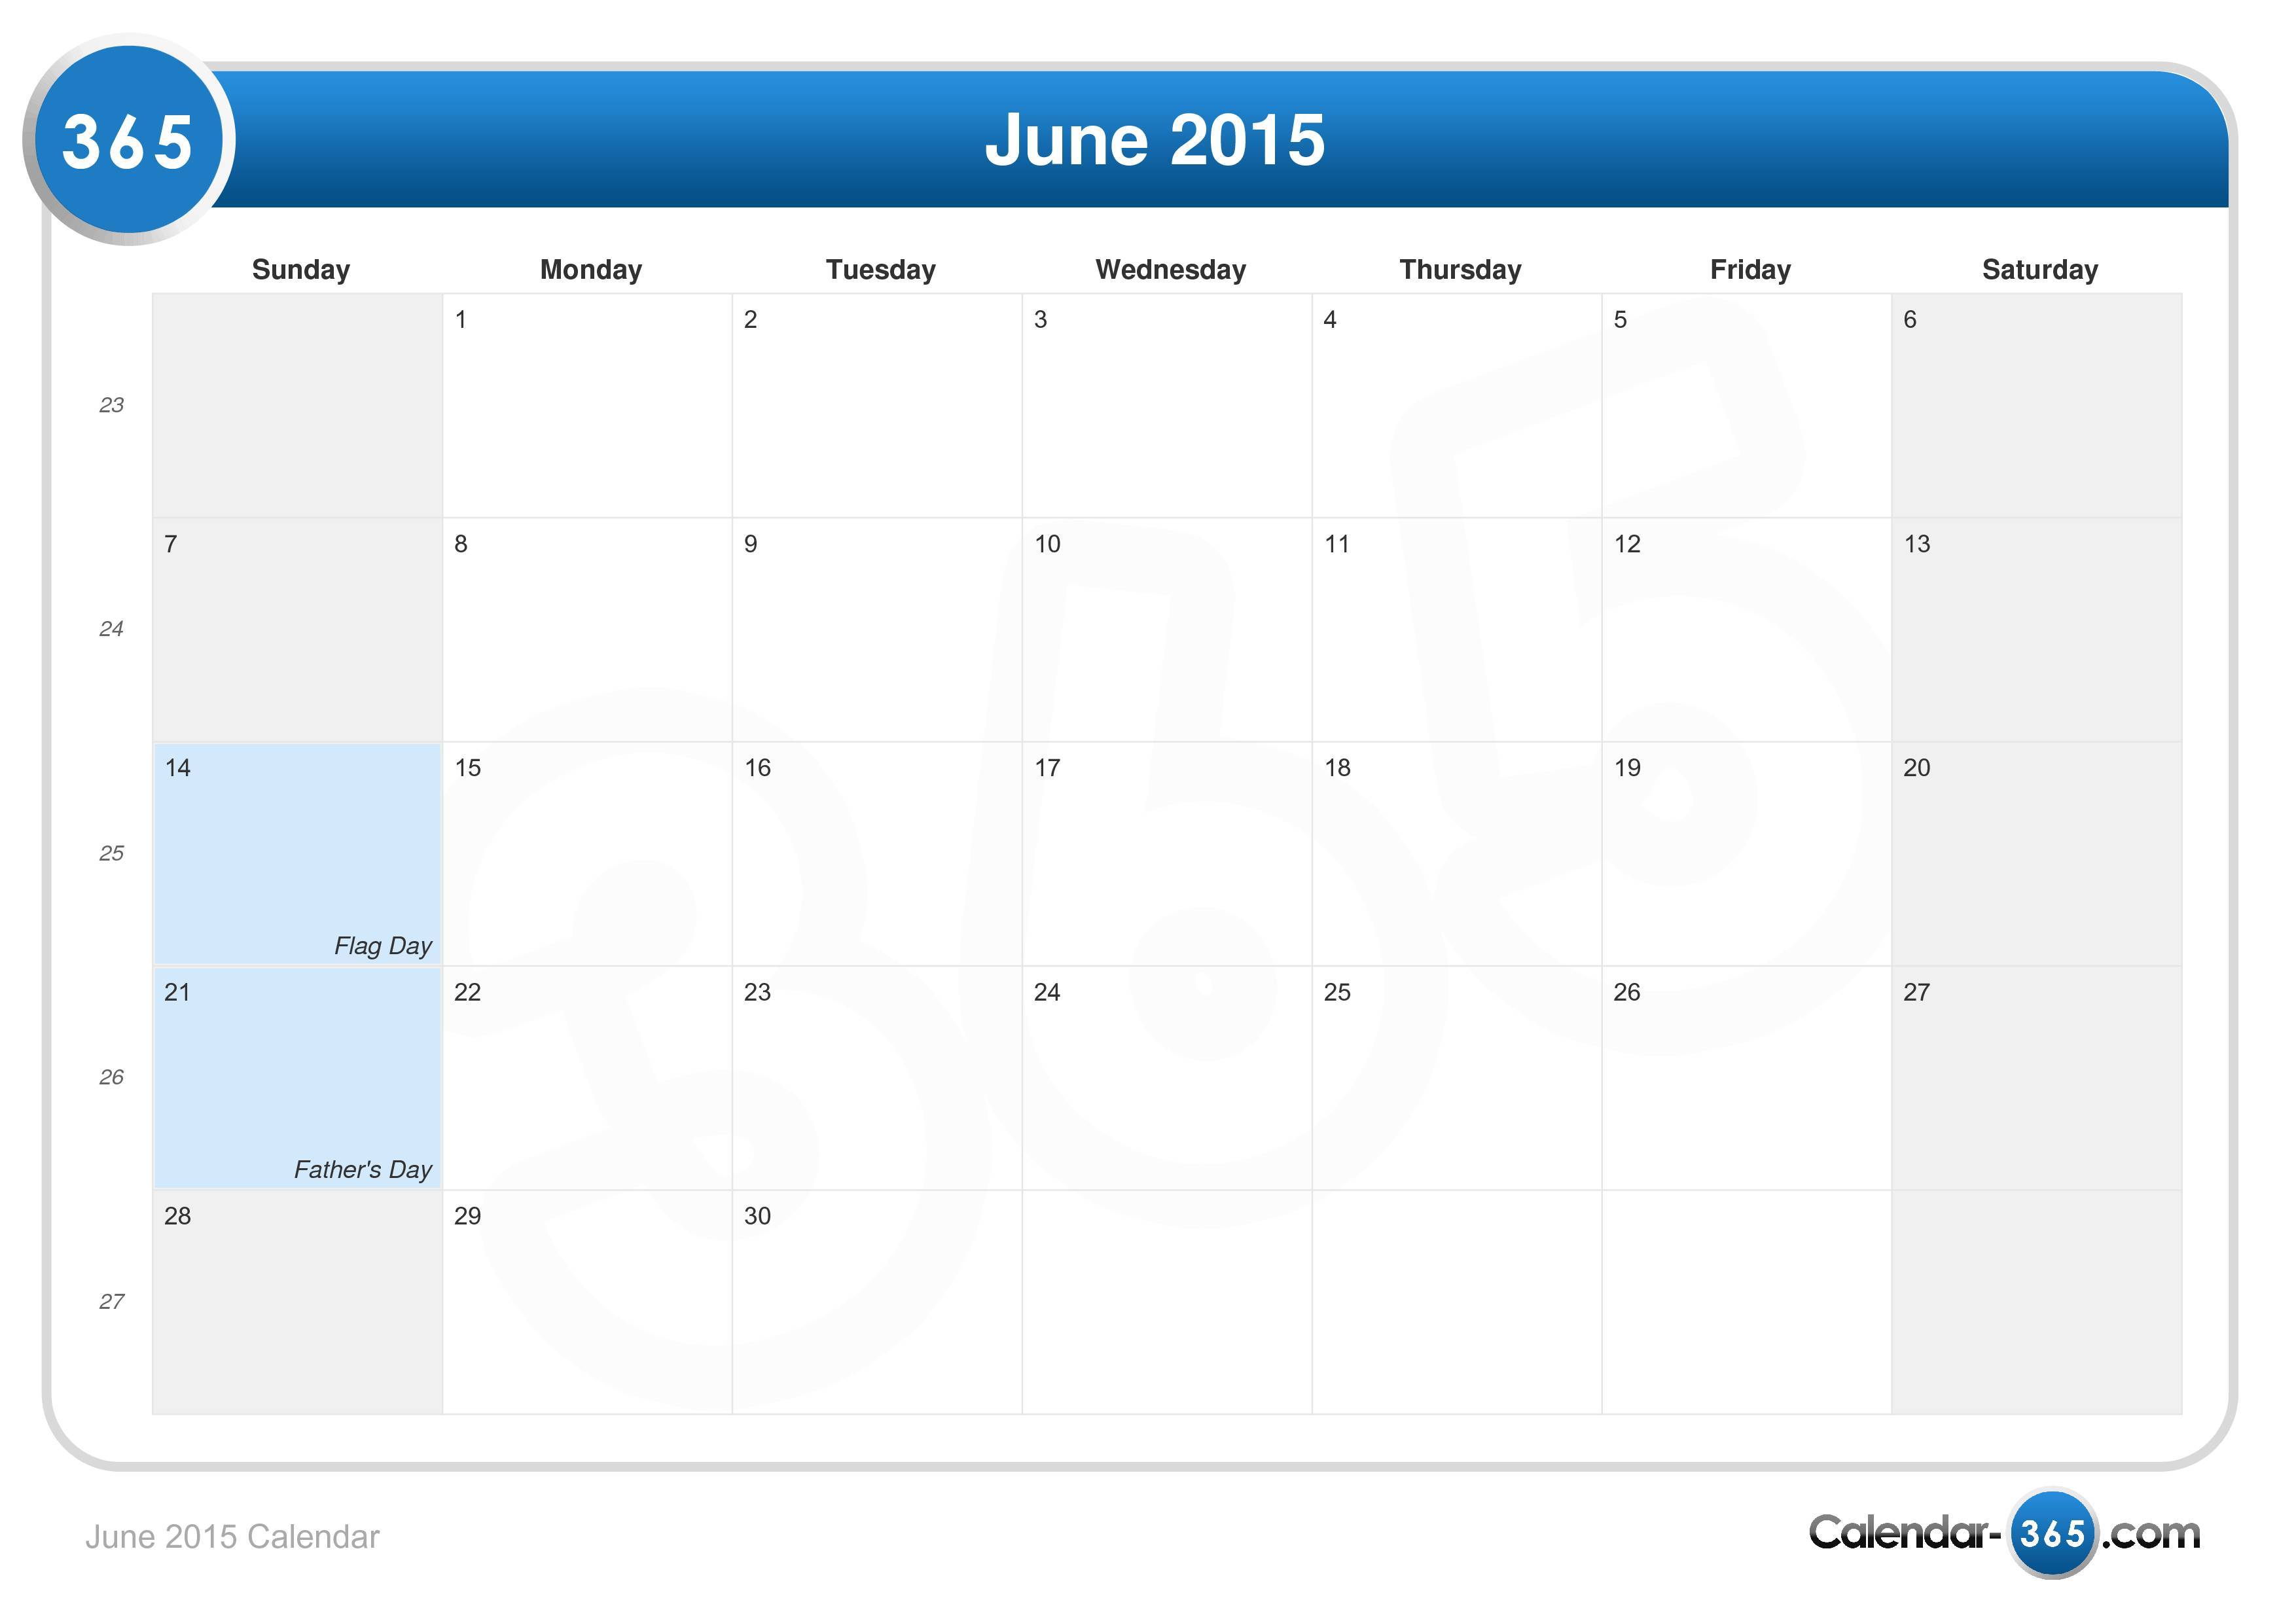 365
June 2015
Sunday Monday Tuesday Wednesday Thursday Friday Saturday
1 2 3 4 5 6
23
7 8 9 10 11 12 13
24
14 15 16 17 18 19 20
25
Flag Day
21 22 23 24 25 26 27
26
Father's Day
28 29 30
27
365
June 2015 Calendar
Calendar-365.com